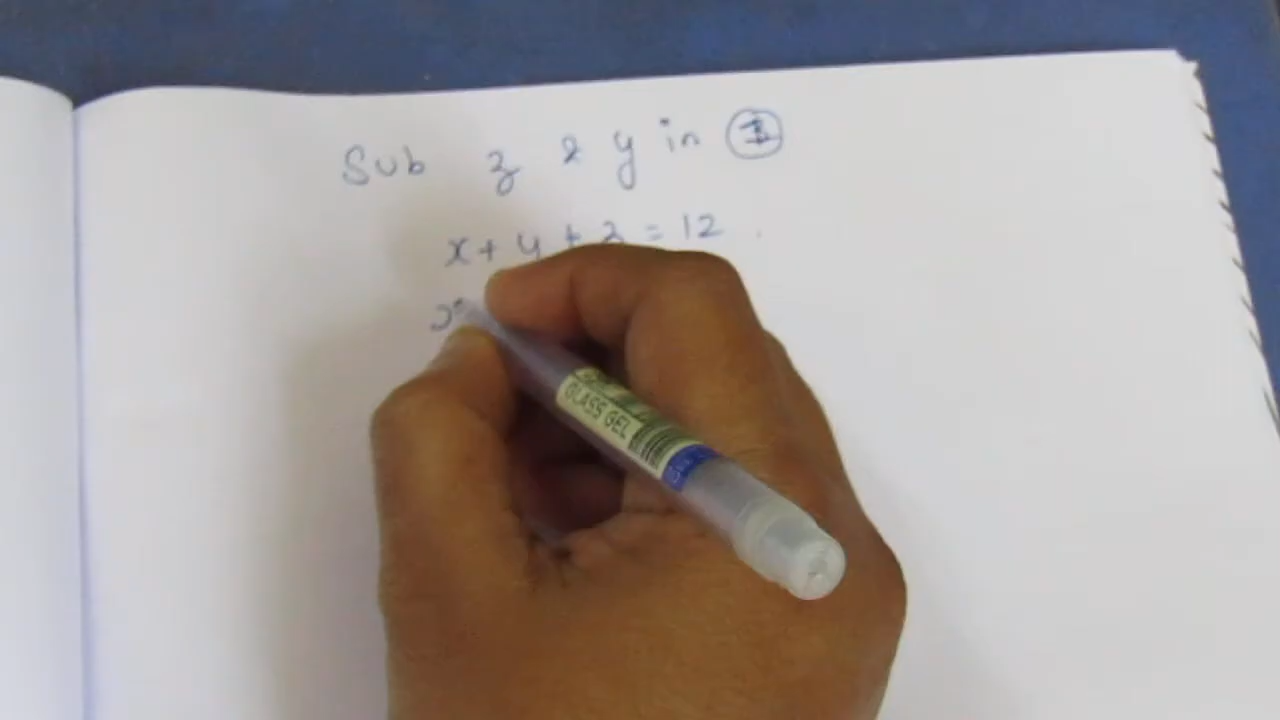 Sub z & y in 1
x + y + z = 12
x
GLASS GEL